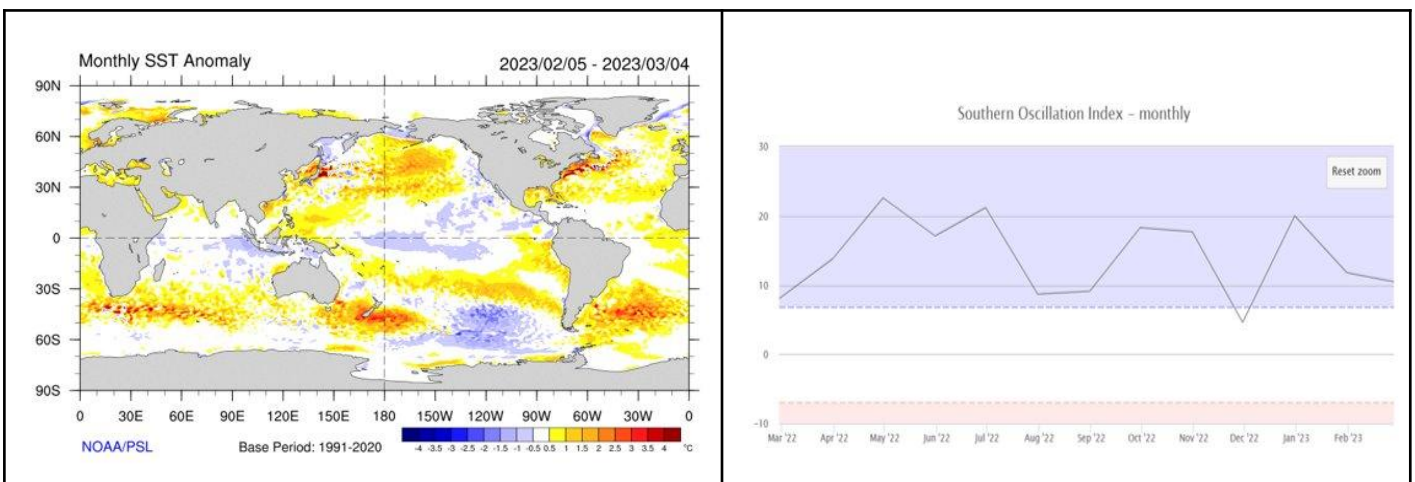 Monthly SST Anomaly 2023/02/05 - 2023/03/04
90N
60N
30N
0
30S
60S
90S
0 30E 60E 90E 120E 150E 180 150W 120W 90W 60W 30W 0
NOAA/PSL Base Period: 1991-2020
-4 -3.5 -3 -2.5 -2 -1.5 -1 -0.5 0.5 1 1.5 2 2.5 3 3.5 4 °C
Southern Oscillation Index – monthly
30
Reset zoom
20
10
0
-10
Mar '22 Apr '22 May '22 Jun '22 Jul '22 Aug '22 Sep '22 Oct '22 Nov '22 Dec '22 Jan '23 Feb '23